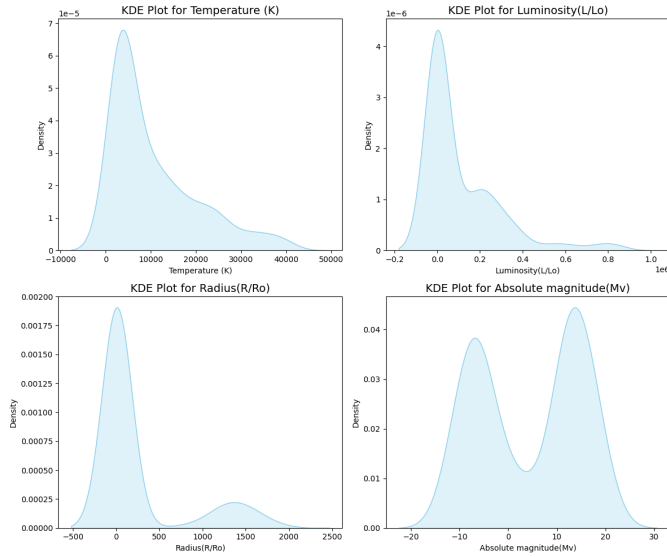 KDE Plot for Temperature (K)
1e−5
7
6
5
4
3
2
1
0
Density
−10000 0 10000 20000 30000 40000 50000
Temperature (K)
KDE Plot for Luminosity(L/Lo)
1e−6
4
3
2
1
0
Density
−0.2 0.0 0.2 0.4 0.6 0.8 1.0
1e6
Luminosity(L/Lo)
KDE Plot for Radius(R/Ro)
0.00200
0.00175
0.00150
0.00125
0.00100
0.00075
0.00050
0.00025
0.00000
Density
−500 0 500 1000 1500 2000 2500
Radius(R/Ro)
KDE Plot for Absolute magnitude(Mv)
0.04
0.03
0.02
0.01
0.00
Density
−20 −10 0 10 20 30
Absolute magnitude(Mv)